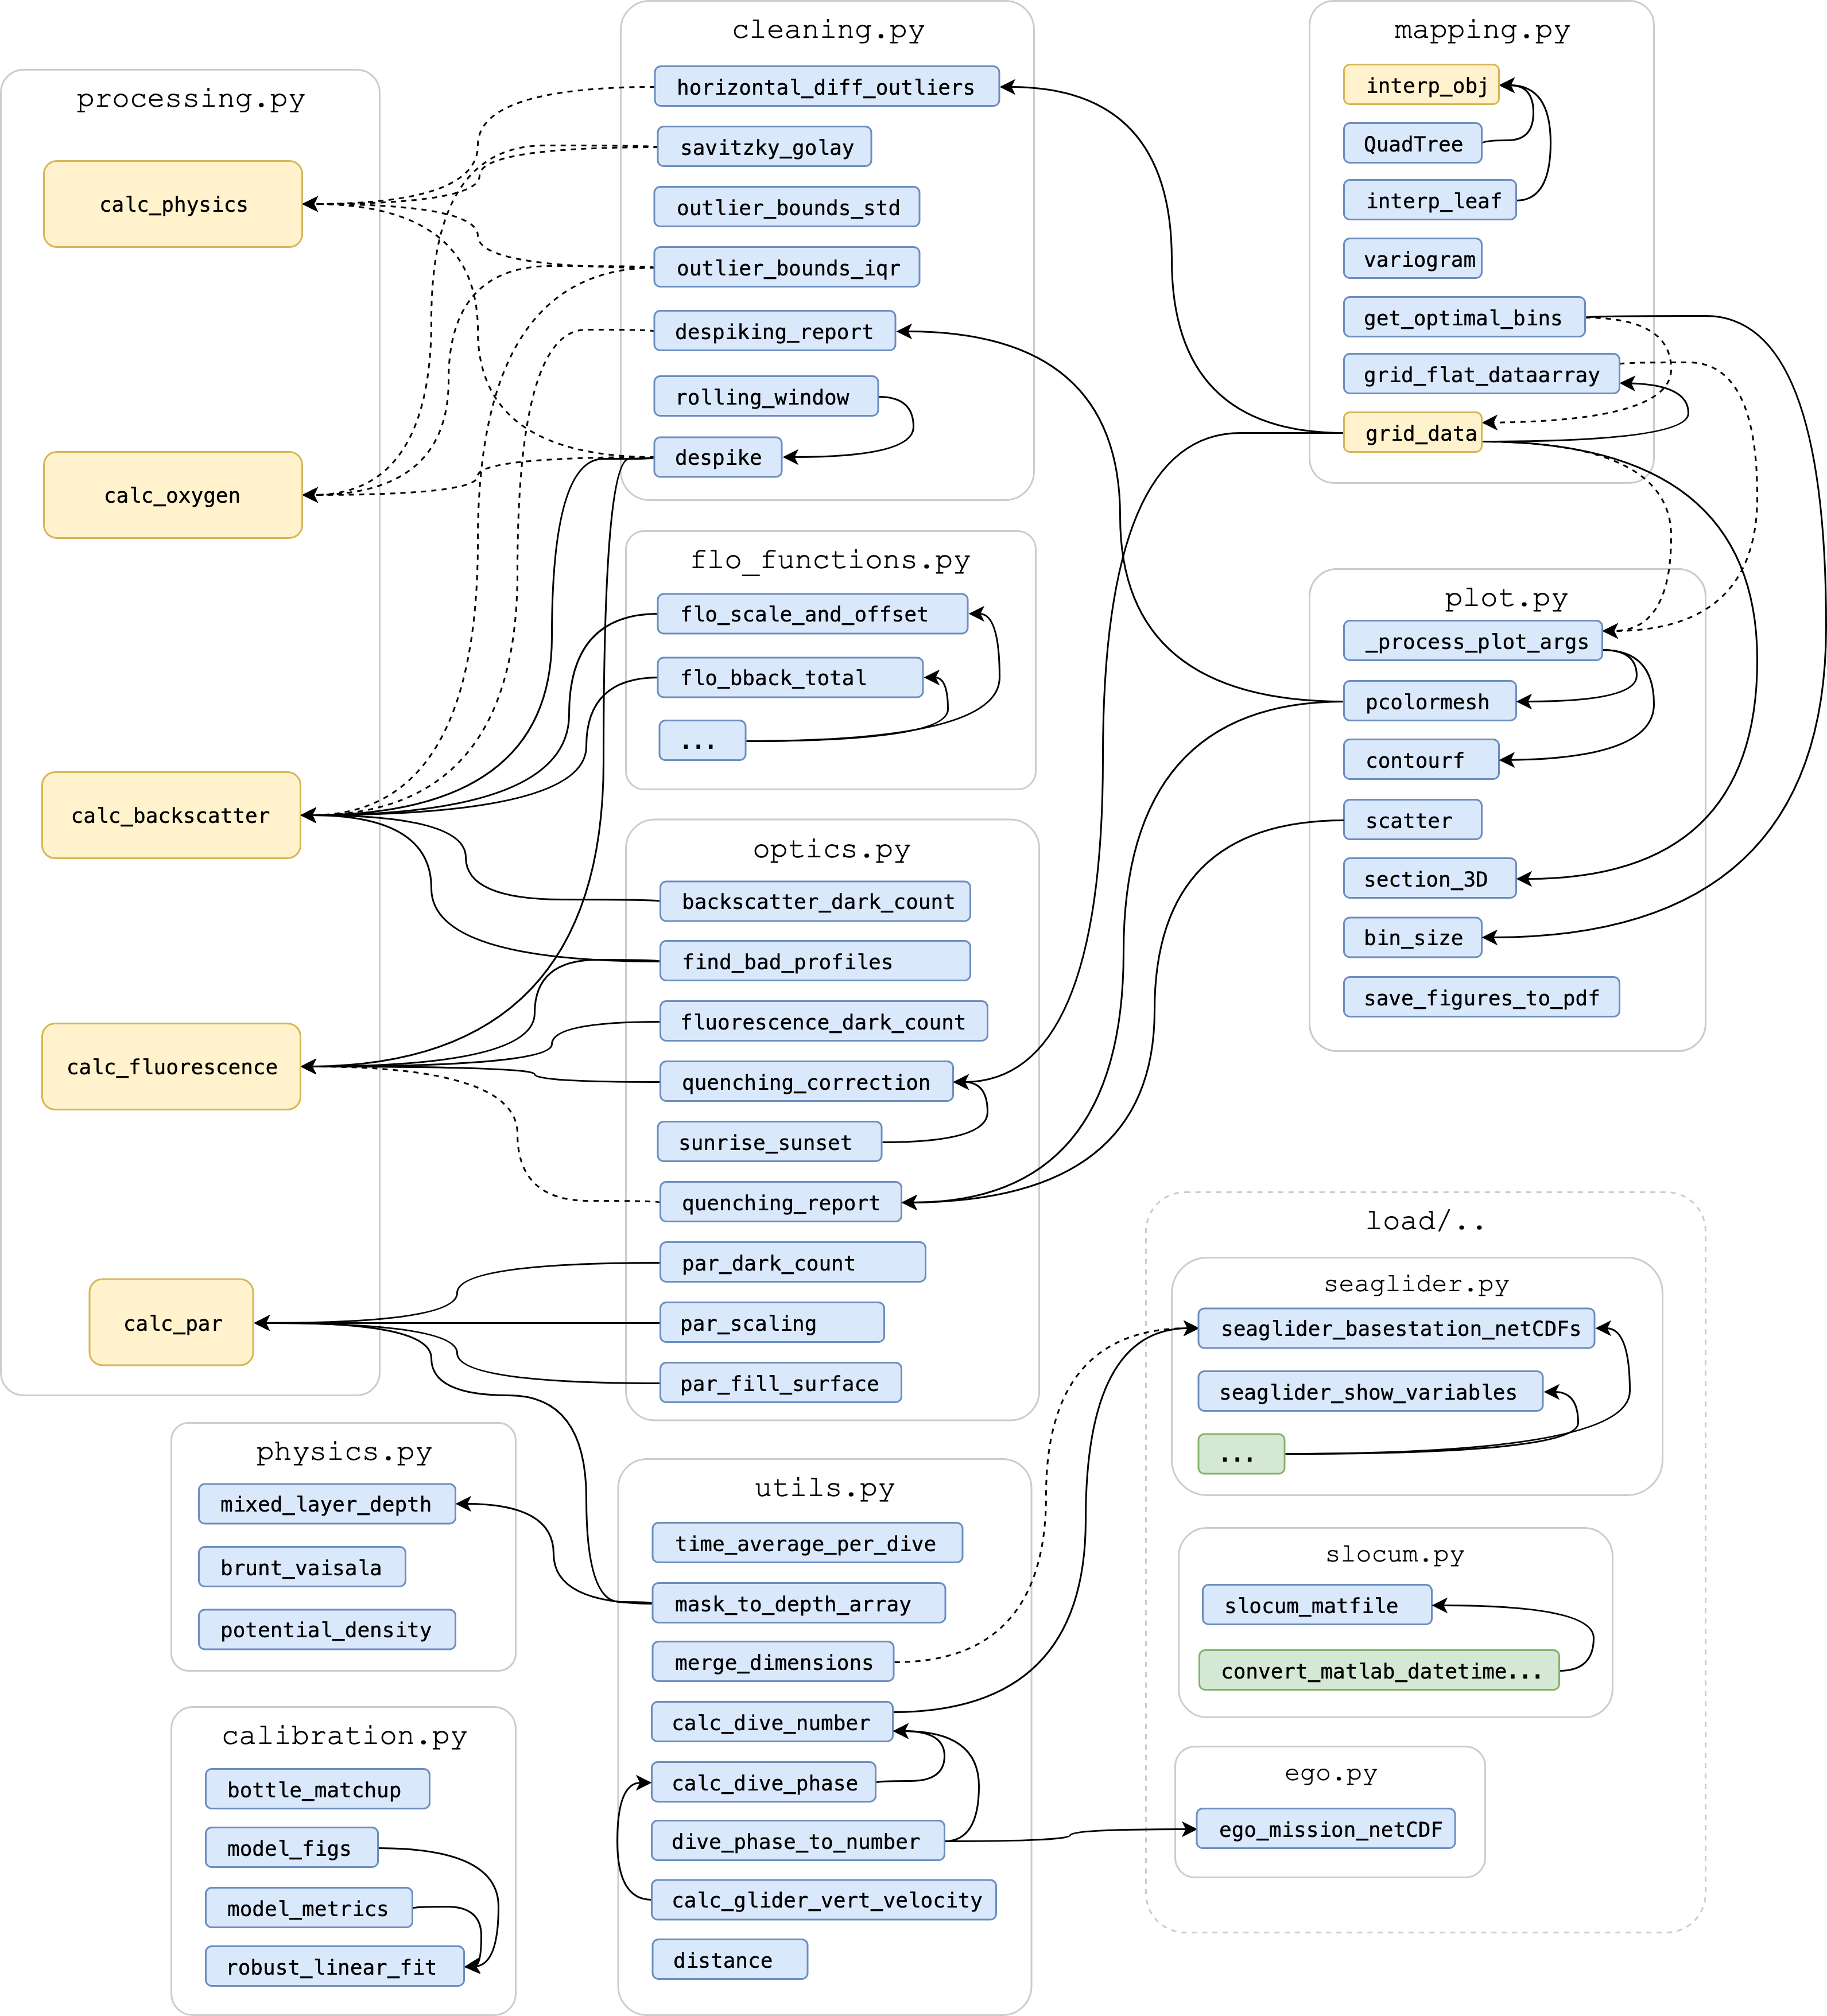 processing.py
calc_physics
calc_oxygen
calc_backscatter
calc_fluorescence
calc_par
cleaning.py
horizontal_diff_outliers
savitzky_golay
outlier_bounds_std
outlier_bounds_iqr
despiking_report
rolling_window
despike
flo_functions.py
flo_scale_and_offset
flo_bback_total
...
optics.py
backscatter_dark_count
find_bad_profiles
fluorescence_dark_count
quenching_correction
sunrise_sunset
quenching_report
par_dark_count
par_scaling
par_fill_surface
mapping.py
interp_obj
QuadTree
interp_leaf
variogram
get_optimal_bins
grid_flat_dataarray
grid_data
plot.py
_process_plot_args
pcolormesh
contourf
scatter
section_3D
bin_size
save_figures_to_pdf
physics.py
mixed_layer_depth
brunt_vaisala
potential_density
calibration.py
bottle_matchup
model_figs
model_metrics
robust_linear_fit
utils.py
time_average_per_dive
mask_to_depth_array
merge_dimensions
calc_dive_number
calc_dive_phase
dive_phase_to_number
calc_glider_vert_velocity
distance
load/..
seaglider.py
seaglider_basestation_netCDFs
seaglider_show_variables
...
slocum.py
slocum_matfile
convert_matlab_datetime...
ego.py
ego_mission_netCDF